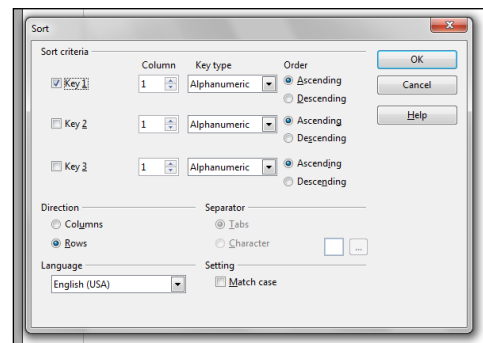 Sort
Sort criteria
Column Key type Order
Key 1 1 Alphanumeric Ascending
Descending
Key 2 1 Alphanumeric Ascending
Descending
Key 3 1 Alphanumeric Ascending
Descending
OK
Cancel
Help
Direction
Columns
Rows
Separator
Tabs
Character ...
Language
English (USA)
Setting
Match case